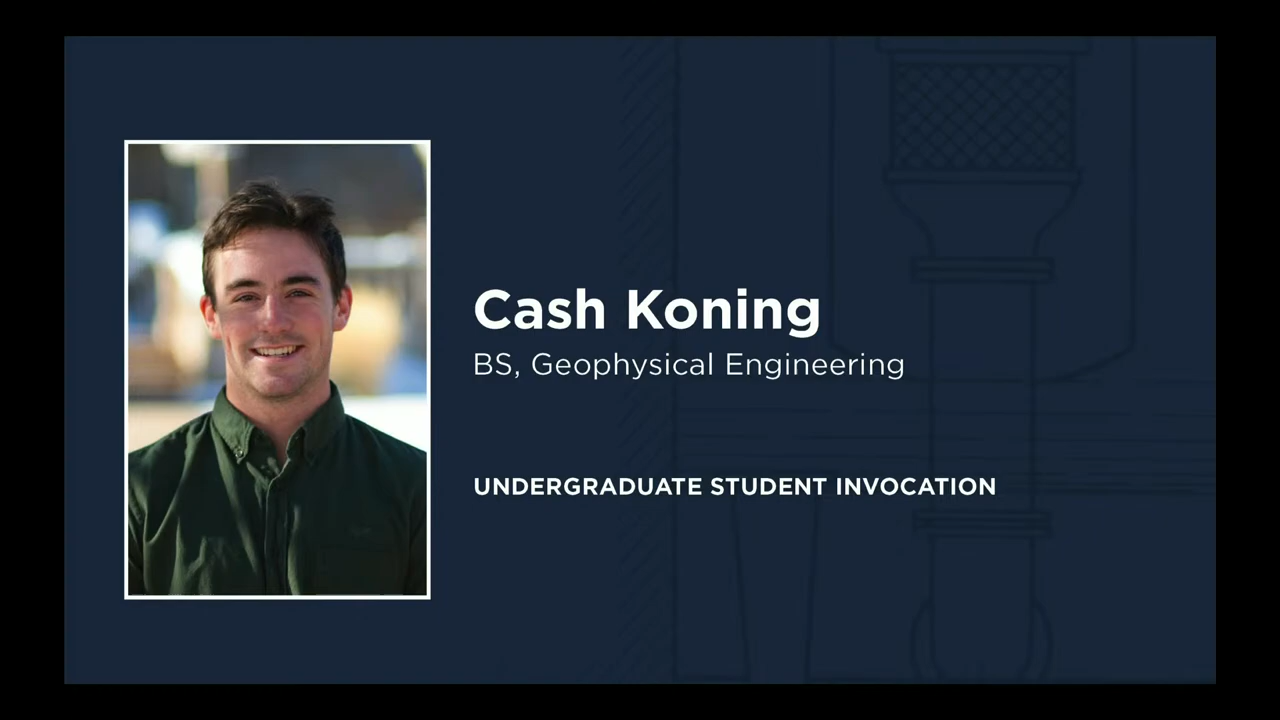 Cash Koning
BS, Geophysical Engineering
UNDERGRADUATE STUDENT INVOCATION